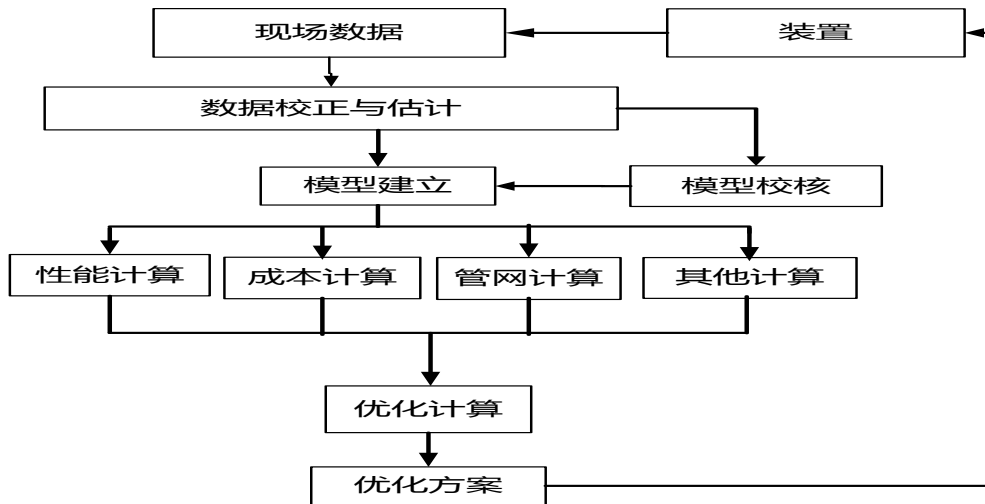 现场数据
装置
数据校正与估计
模型建立
模型校核
性能计算
成本计算
管网计算
其他计算
优化计算
优化方案